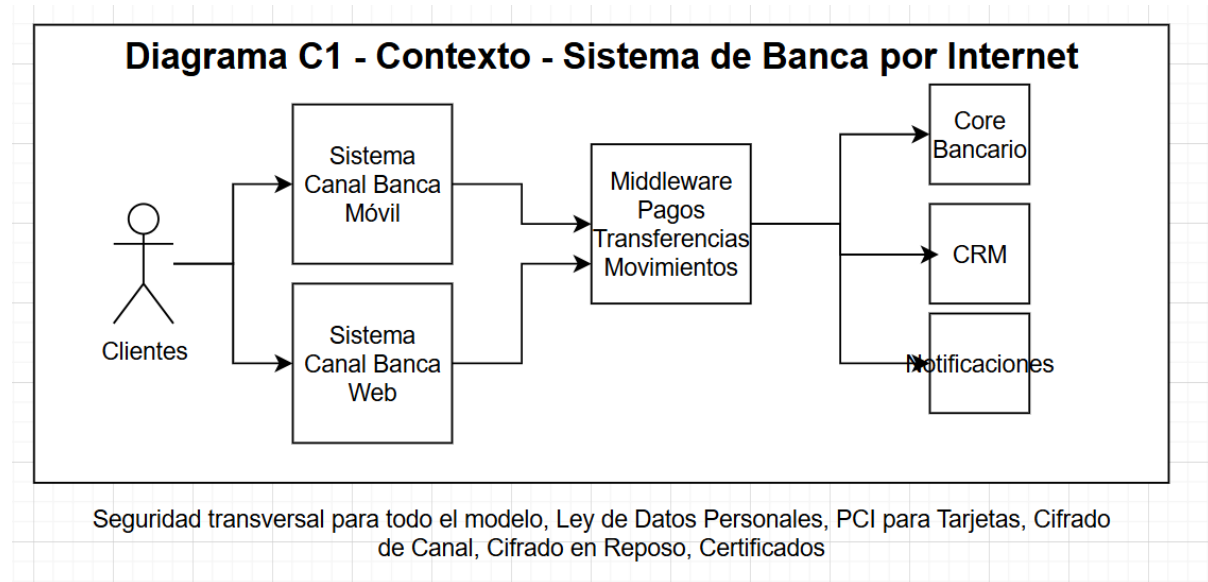 Diagrama C1 - Contexto - Sistema de Banca por Internet
Sistema
Canal Banca
Móvil
Sistema
Canal Banca
Web
Clientes
Middleware
Pagos
Transferencias
Movimientos
Core
Bancario
CRM
Notificaciones
Seguridad transversal para todo el modelo, Ley de Datos Personales, PCI para Tarjetas, Cifrado
de Canal, Cifrado en Reposo, Certificados